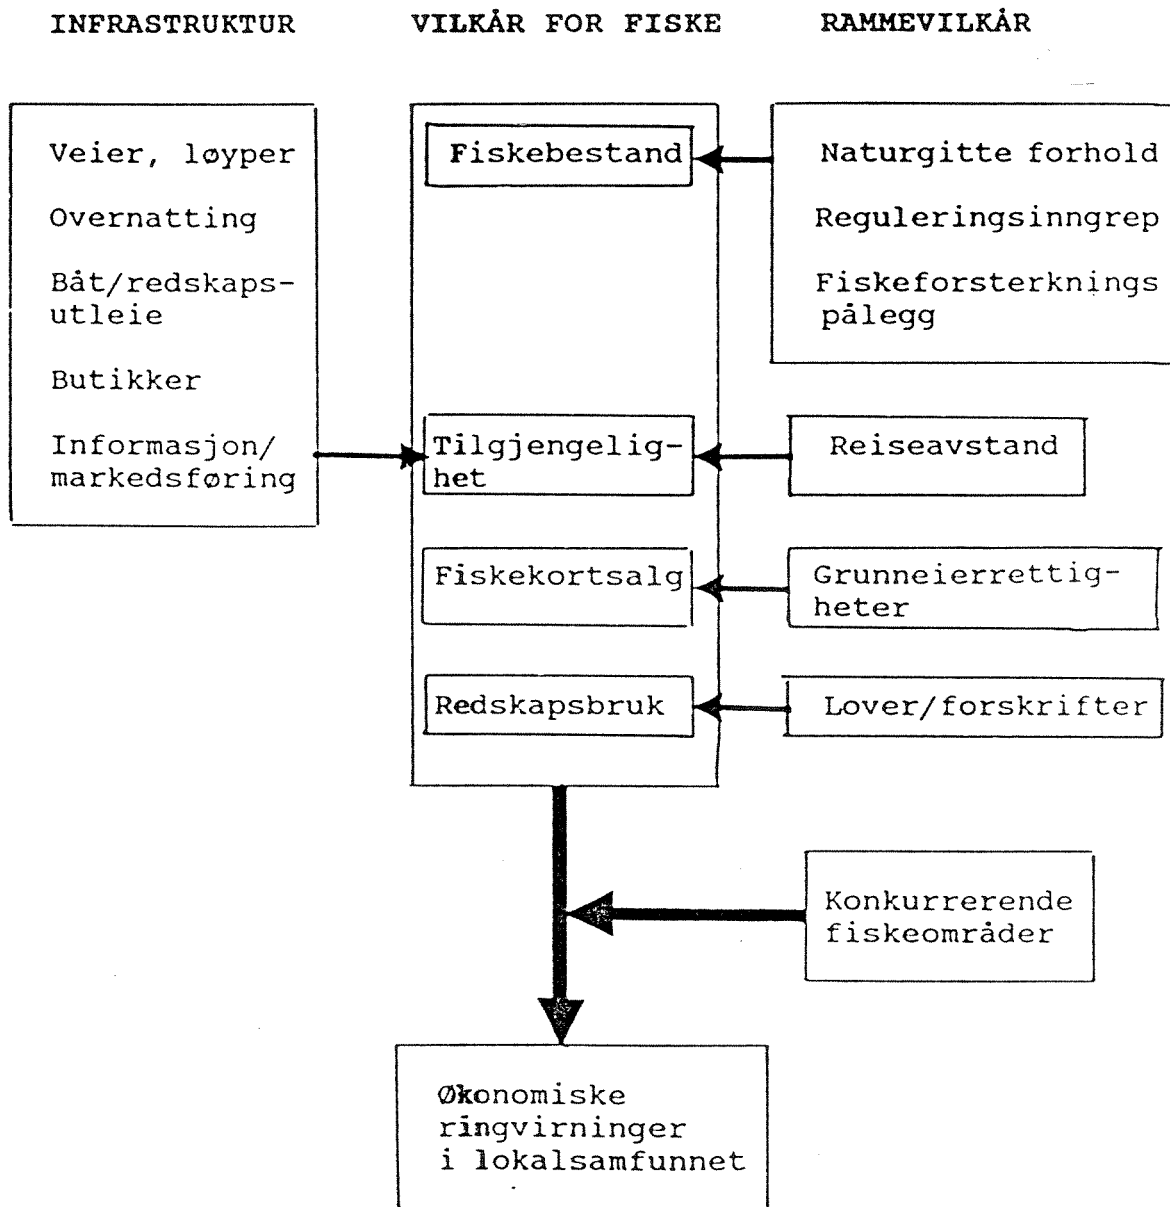 INFRASTRUKTUR
VILKÅR FOR FISKE
RAMMEVILKÅR
Veier, løyper
Overnatting
Båt/redskaps-
utleie
Butikker
Informasjon/
markedsføring
Fiskebestand
Tilgjengelig-
het
Fiskekortsalg
Redskapsbruk
Naturgitte forhold
Reguleringsinngrep
Fiskeforsterknings
pålegg
Reiseavstand
Grunneierrettig-
heter
Lover/forskrifter
Konkurrerende
fiskeområder
Økonomiske
ringvirninger
i lokalsamfunnet